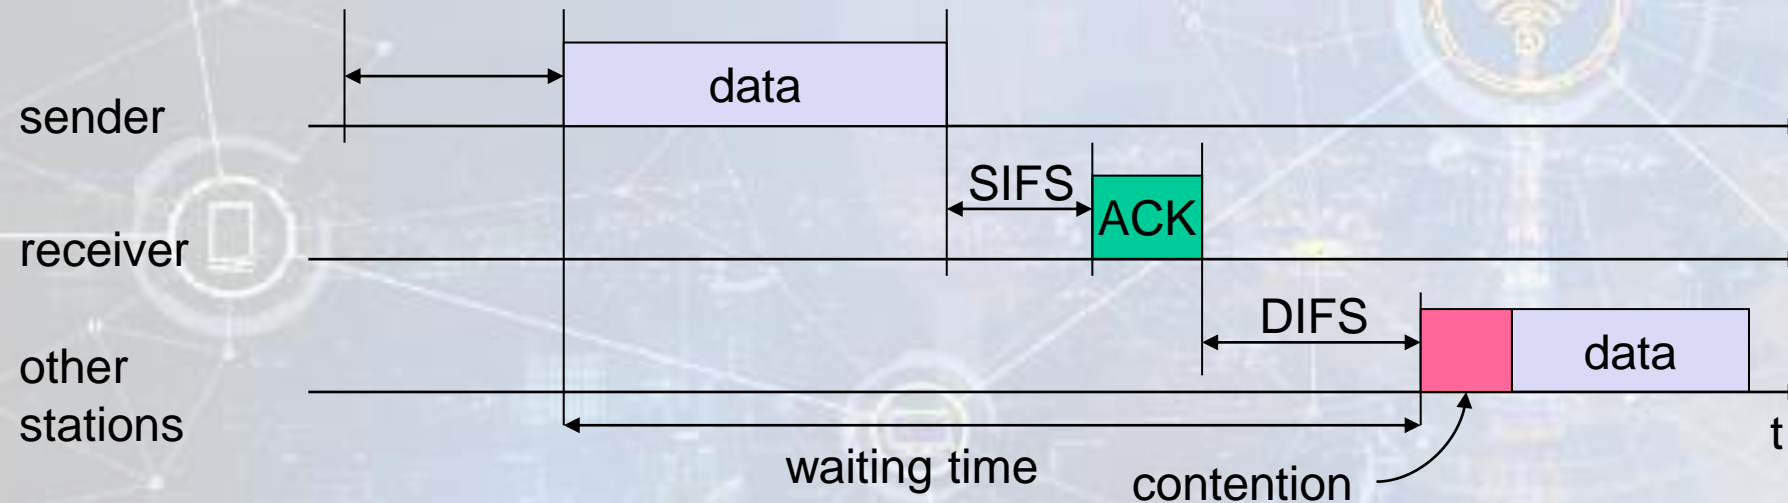 data
sender
SIFS
ACK
receiver
DIFS
data
other
stations
t
waiting time
contention